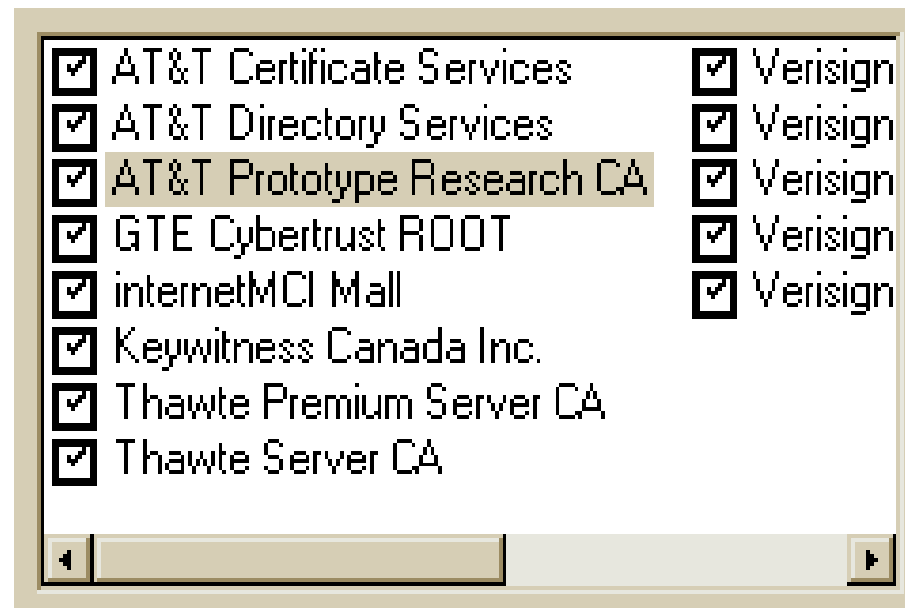 AT&T Certificate Services
AT&T Directory Services
AT&T Prototype Research CA
GTE Cybertrust ROOT
internetMCI Mall
Keywitness Canada Inc.
Thawte Premium Server CA
Thawte Server CA
Verisign
Verisign
Verisign
Verisign
Verisign